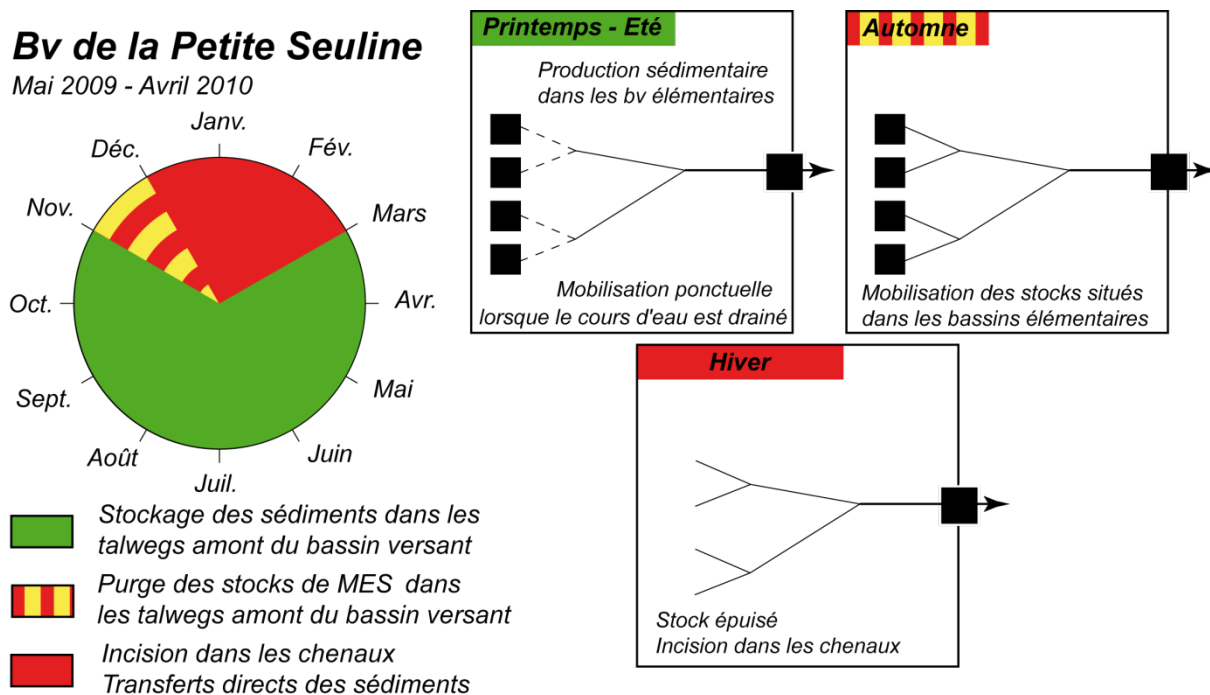 Bv de la Petite Seuline
Mai 2009 - Avril 2010
Janv.
Fév.
Mars
Avr.
Mai
Juin
Juil.
Août
Sept.
Oct.
Nov.
Déc.
Stockage des sédiments dans les
talwegs amont du bassin versant
Purge des stocks de MES dans
les talwegs amont du bassin versant
Incision dans les chenaux
Transferts directs des sédiments
Printemps - Eté
Production sédimentaire
dans les bv élémentaires
Mobilisation ponctuelle
lorsque le cours d'eau est drainé
Automne
Mobilisation des stocks situés
dans les bassins élémentaires
Hiver
Stock épuisé
Incision dans les chenaux